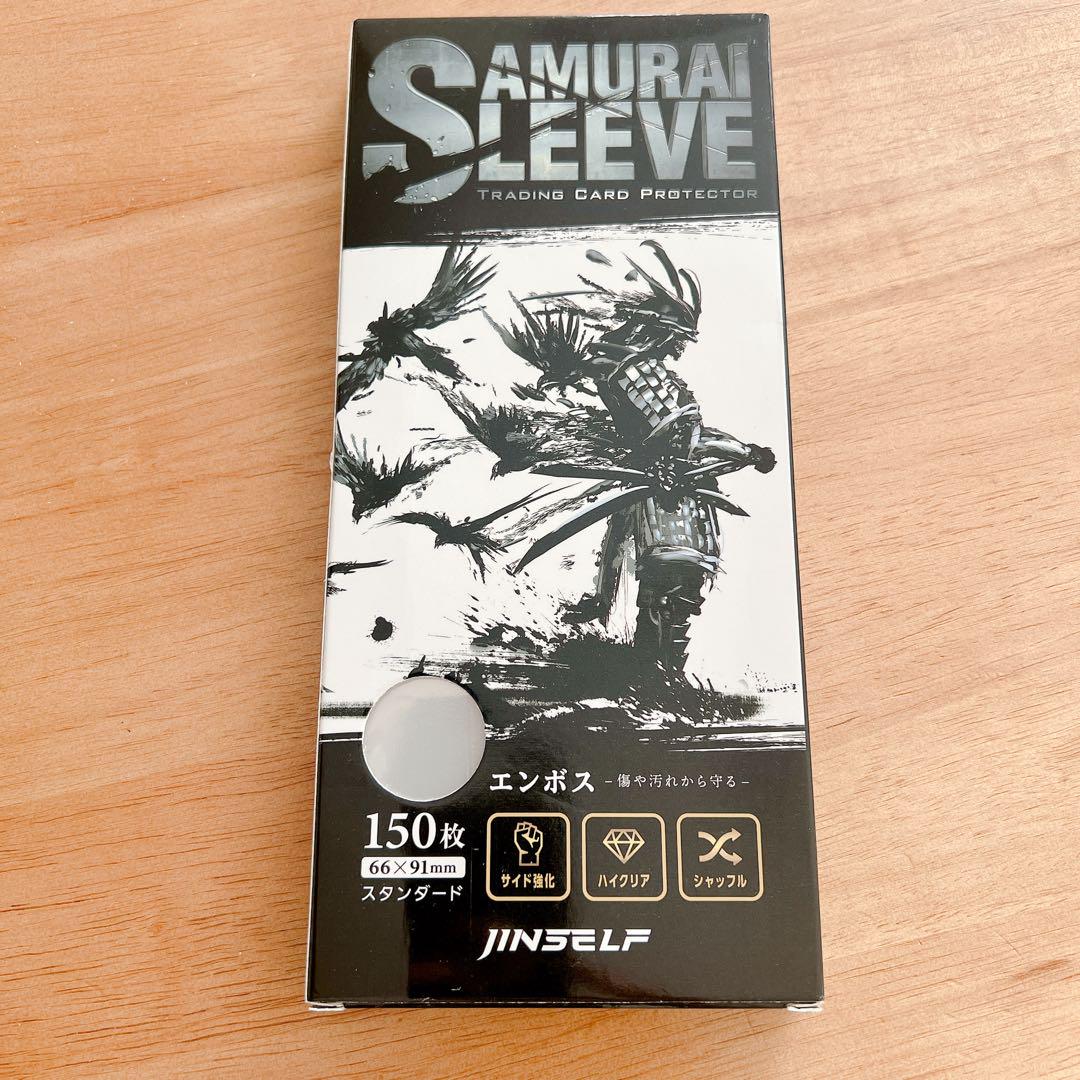 SAMURAI
SLEEVE
TRADING CARD PROTECTOR
エンボス -傷や汚れから守る-
150枚
66×91mm
スタンダード
サイド強化
ハイクリア
シャッフル
JINSELF